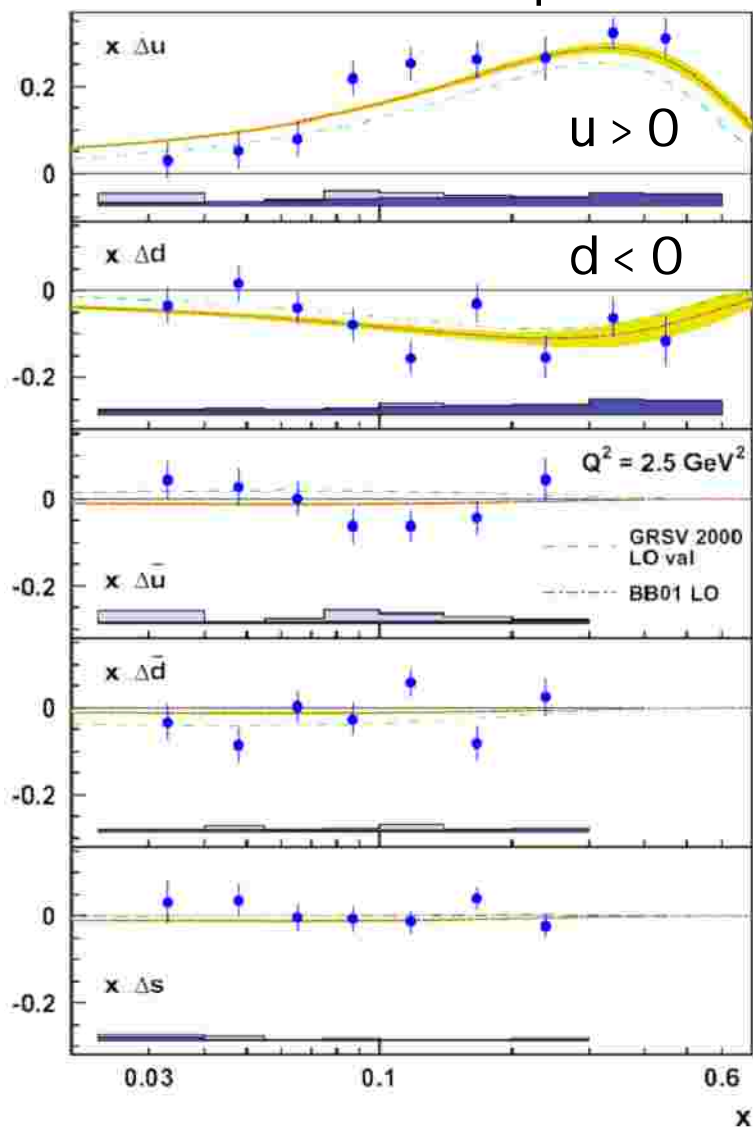 x Δu
0.2
u > 0
0
x Δd
d < 0
0
-0.2
Q² = 2.5 GeV²
0
GRSV 2000
LO val
-0.2
x Δū
BB01 LO
x Δd̄
0
-0.2
0
x Δs
-0.2
0.03
0.1
0.6
x